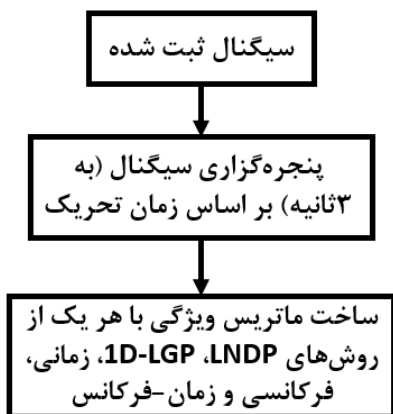 سیگنال ثبت شده
پنجره‌گزاری سیگنال (به
۳ثانیه) بر اساس زمان تحریک
ساخت ماتریس ویژگی با هر یک از
روش‌های 1D-LGP ،LNDP، زمانی،
فرکانسی و زمان-فرکانس